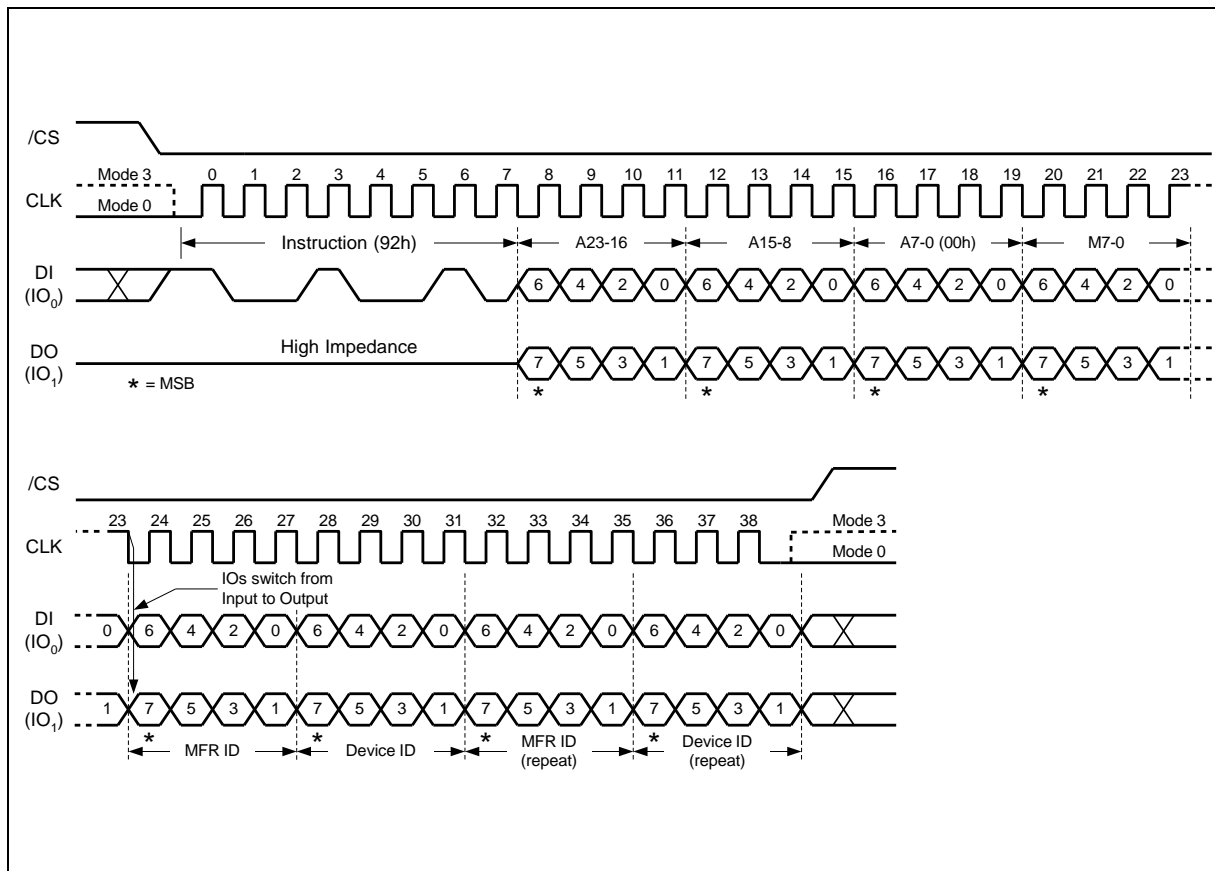 /CS
Mode 3 0 1 2 3 4 5 6 7 8 9 10 11 12 13 14 15 16 17 18 19 20 21 22 23
CLK
Mode 0
Instruction (92h) A23-16 A15-8 A7-0 (00h) M7-0
DI
(IO0) 6 4 2 0 6 4 2 0 6 4 2 0 6 4 2 0
High Impedance
DO
(IO1) 7 5 3 1 7 5 3 1 7 5 3 1 7 5 3 1
* = MSB * * * *
/CS
23 24 25 26 27 28 29 30 31 32 33 34 35 36 37 38 Mode 3
CLK
Mode 0
IOs switch from
Input to Output
DI
(IO0) 0 6 4 2 0 6 4 2 0 6 4 2 0 6 4 2 0
DO
(IO1) 1 7 5 3 1 7 5 3 1 7 5 3 1 7 5 3 1
* * * *
MFR ID Device ID MFR ID
(repeat) Device ID
(repeat)